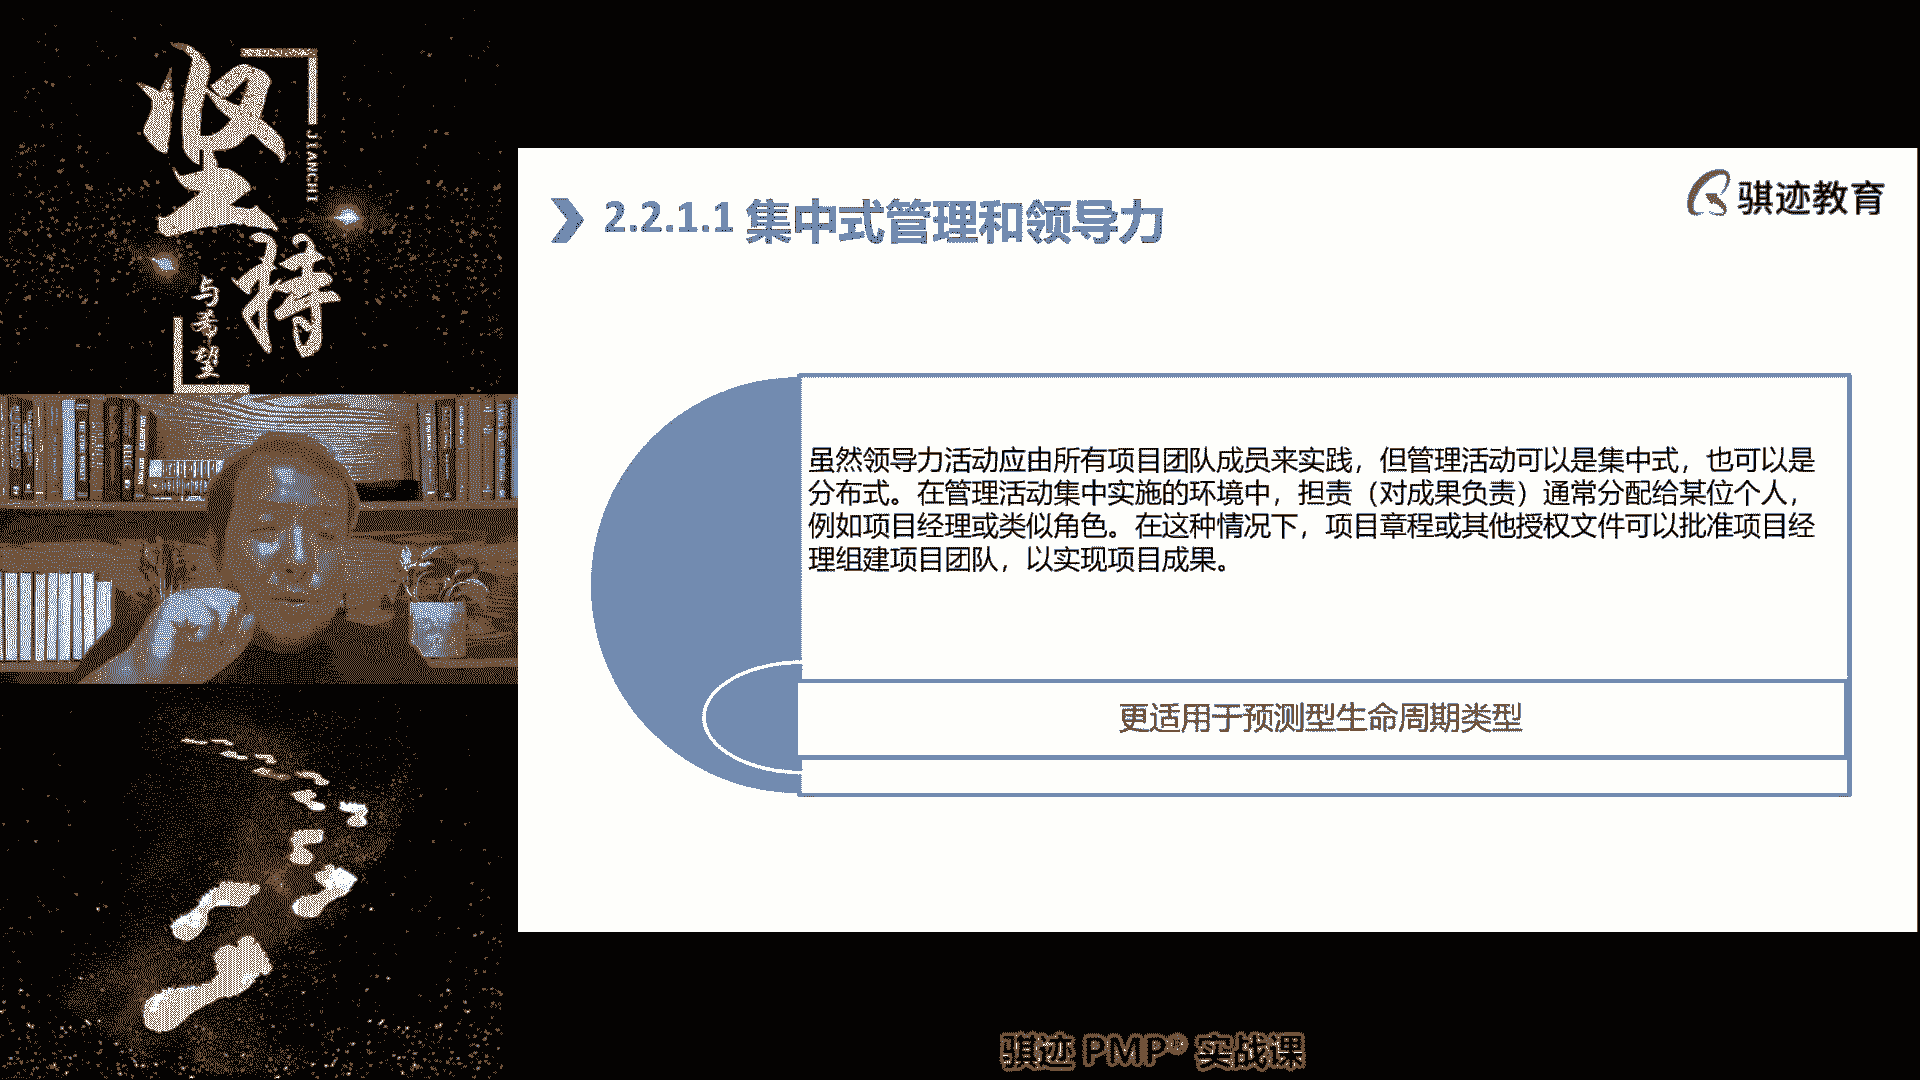 坚持
JIANCHI
与希望
2.2.1.1 集中式管理和领导力
骐迹教育
虽然领导力活动应由所有项目团队成员来实践，但管理活动可以是集中式，也可以是
分布式。在管理活动集中实施的环境中，担责（对成果负责）通常分配给某位个人，
例如项目经理或类似角色。在这种情况下，项目章程或其他授权文件可以批准项目经
理组建项目团队，以实现项目成果。
更适用于预测型生命周期类型
骐迹 PMP® 实战课